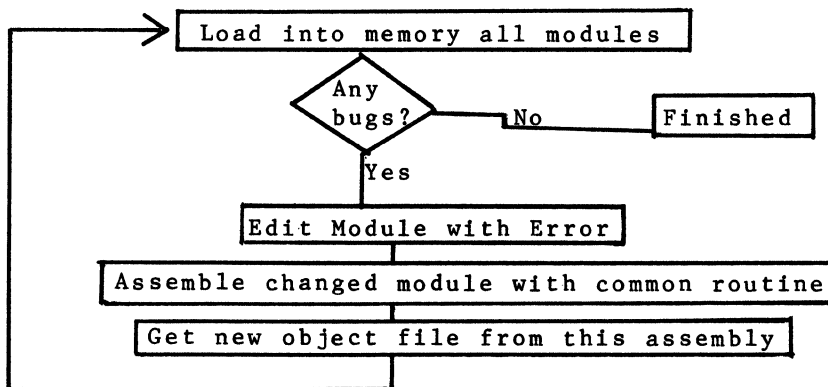 Load into memory all modules
Any
bugs?
No
Finished
Yes
Edit Module with Error
Assemble changed module with common routine
Get new object file from this assembly